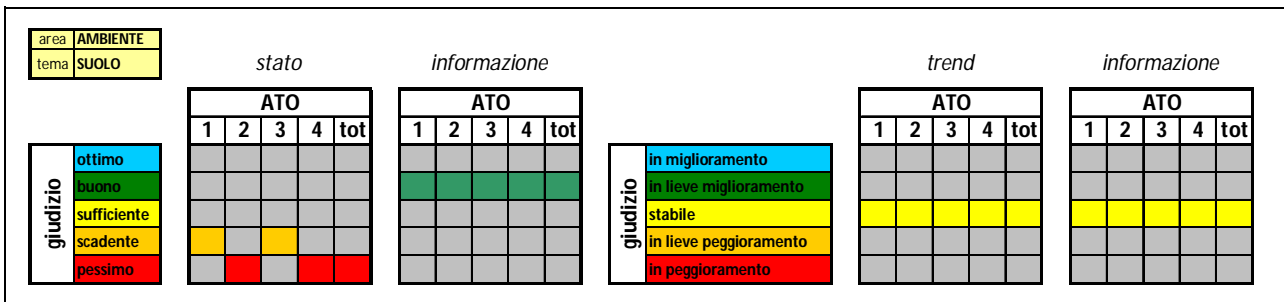 area AMBIENTE
tema SUOLO
stato informazione trend informazione
ATO ATO ATO ATO
1 2 3 4 tot 1 2 3 4 tot 1 2 3 4 tot 1 2 3 4 tot
giudizio
ottimo
buono
sufficiente
scadente
pessimo
giudizio
in miglioramento
in lieve miglioramento
stabile
in lieve peggioramento
in peggioramento